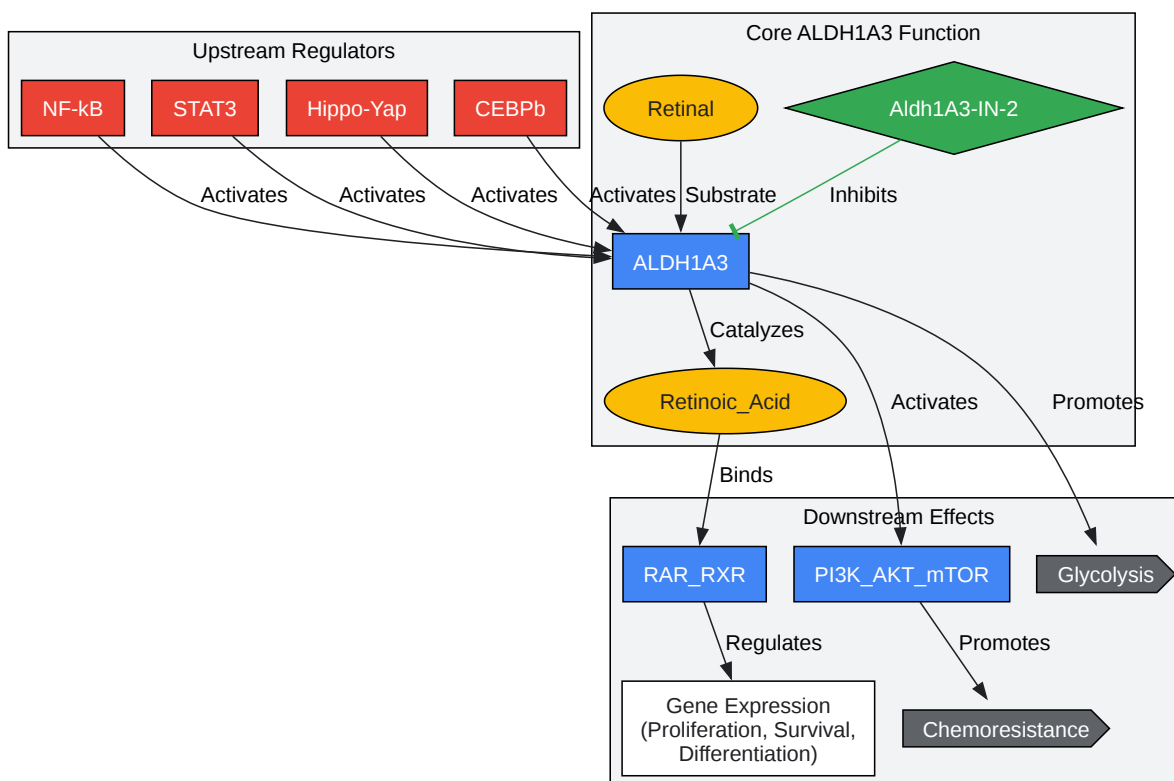 Upstream Regulators
Core ALDH1A3 Function
NF-kB
STAT3
Hippo-Yap
CEBPb
Retinal
Aldh1A3-IN-2
Activates
Activates
Activates
Activates
Substrate
Inhibits
ALDH1A3
Catalyzes
Retinoic_Acid
Activates
Promotes
Binds
Downstream Effects
RAR_RXR
PI3K_AKT_mTOR
Glycolysis
Regulates
Promotes
Gene Expression
(Proliferation, Survival,
Differentiation)
Chemoresistance